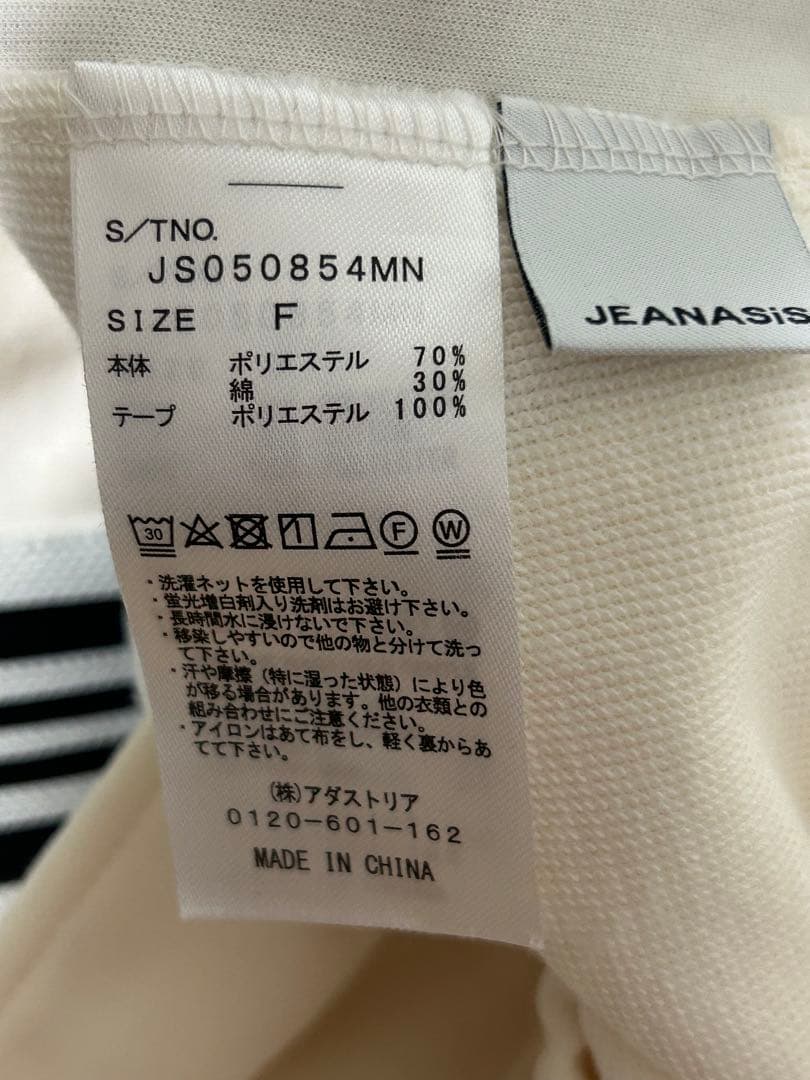 S/TNO.
JS050854MN
SIZE F
本体 ポリエステル 70%
綿 30%
テープ ポリエステル 100%
30
F
W
・洗濯ネットを使用して下さい。
・蛍光増白剤入り洗剤はお避け下さい。
・長時間水に浸けないで下さい。
・移染しやすいので他の物と分けて洗っ
て下さい。
・汗や摩擦(特に湿った状態)により色
が移る場合があります。他の衣類との
組み合わせにご注意ください。
・アイロンはあて布をし、軽く裏からあ
てて下さい。
(株)アダストリア
0120-601-162
MADE IN CHINA
JEANASiS